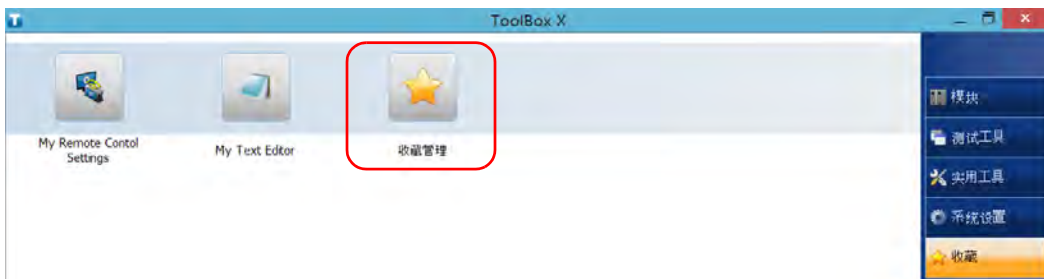 ToolBox X
My Remote Contol
Settings
My Text Editor
收藏管理
模块
测试工具
实用工具
系统设置
收藏